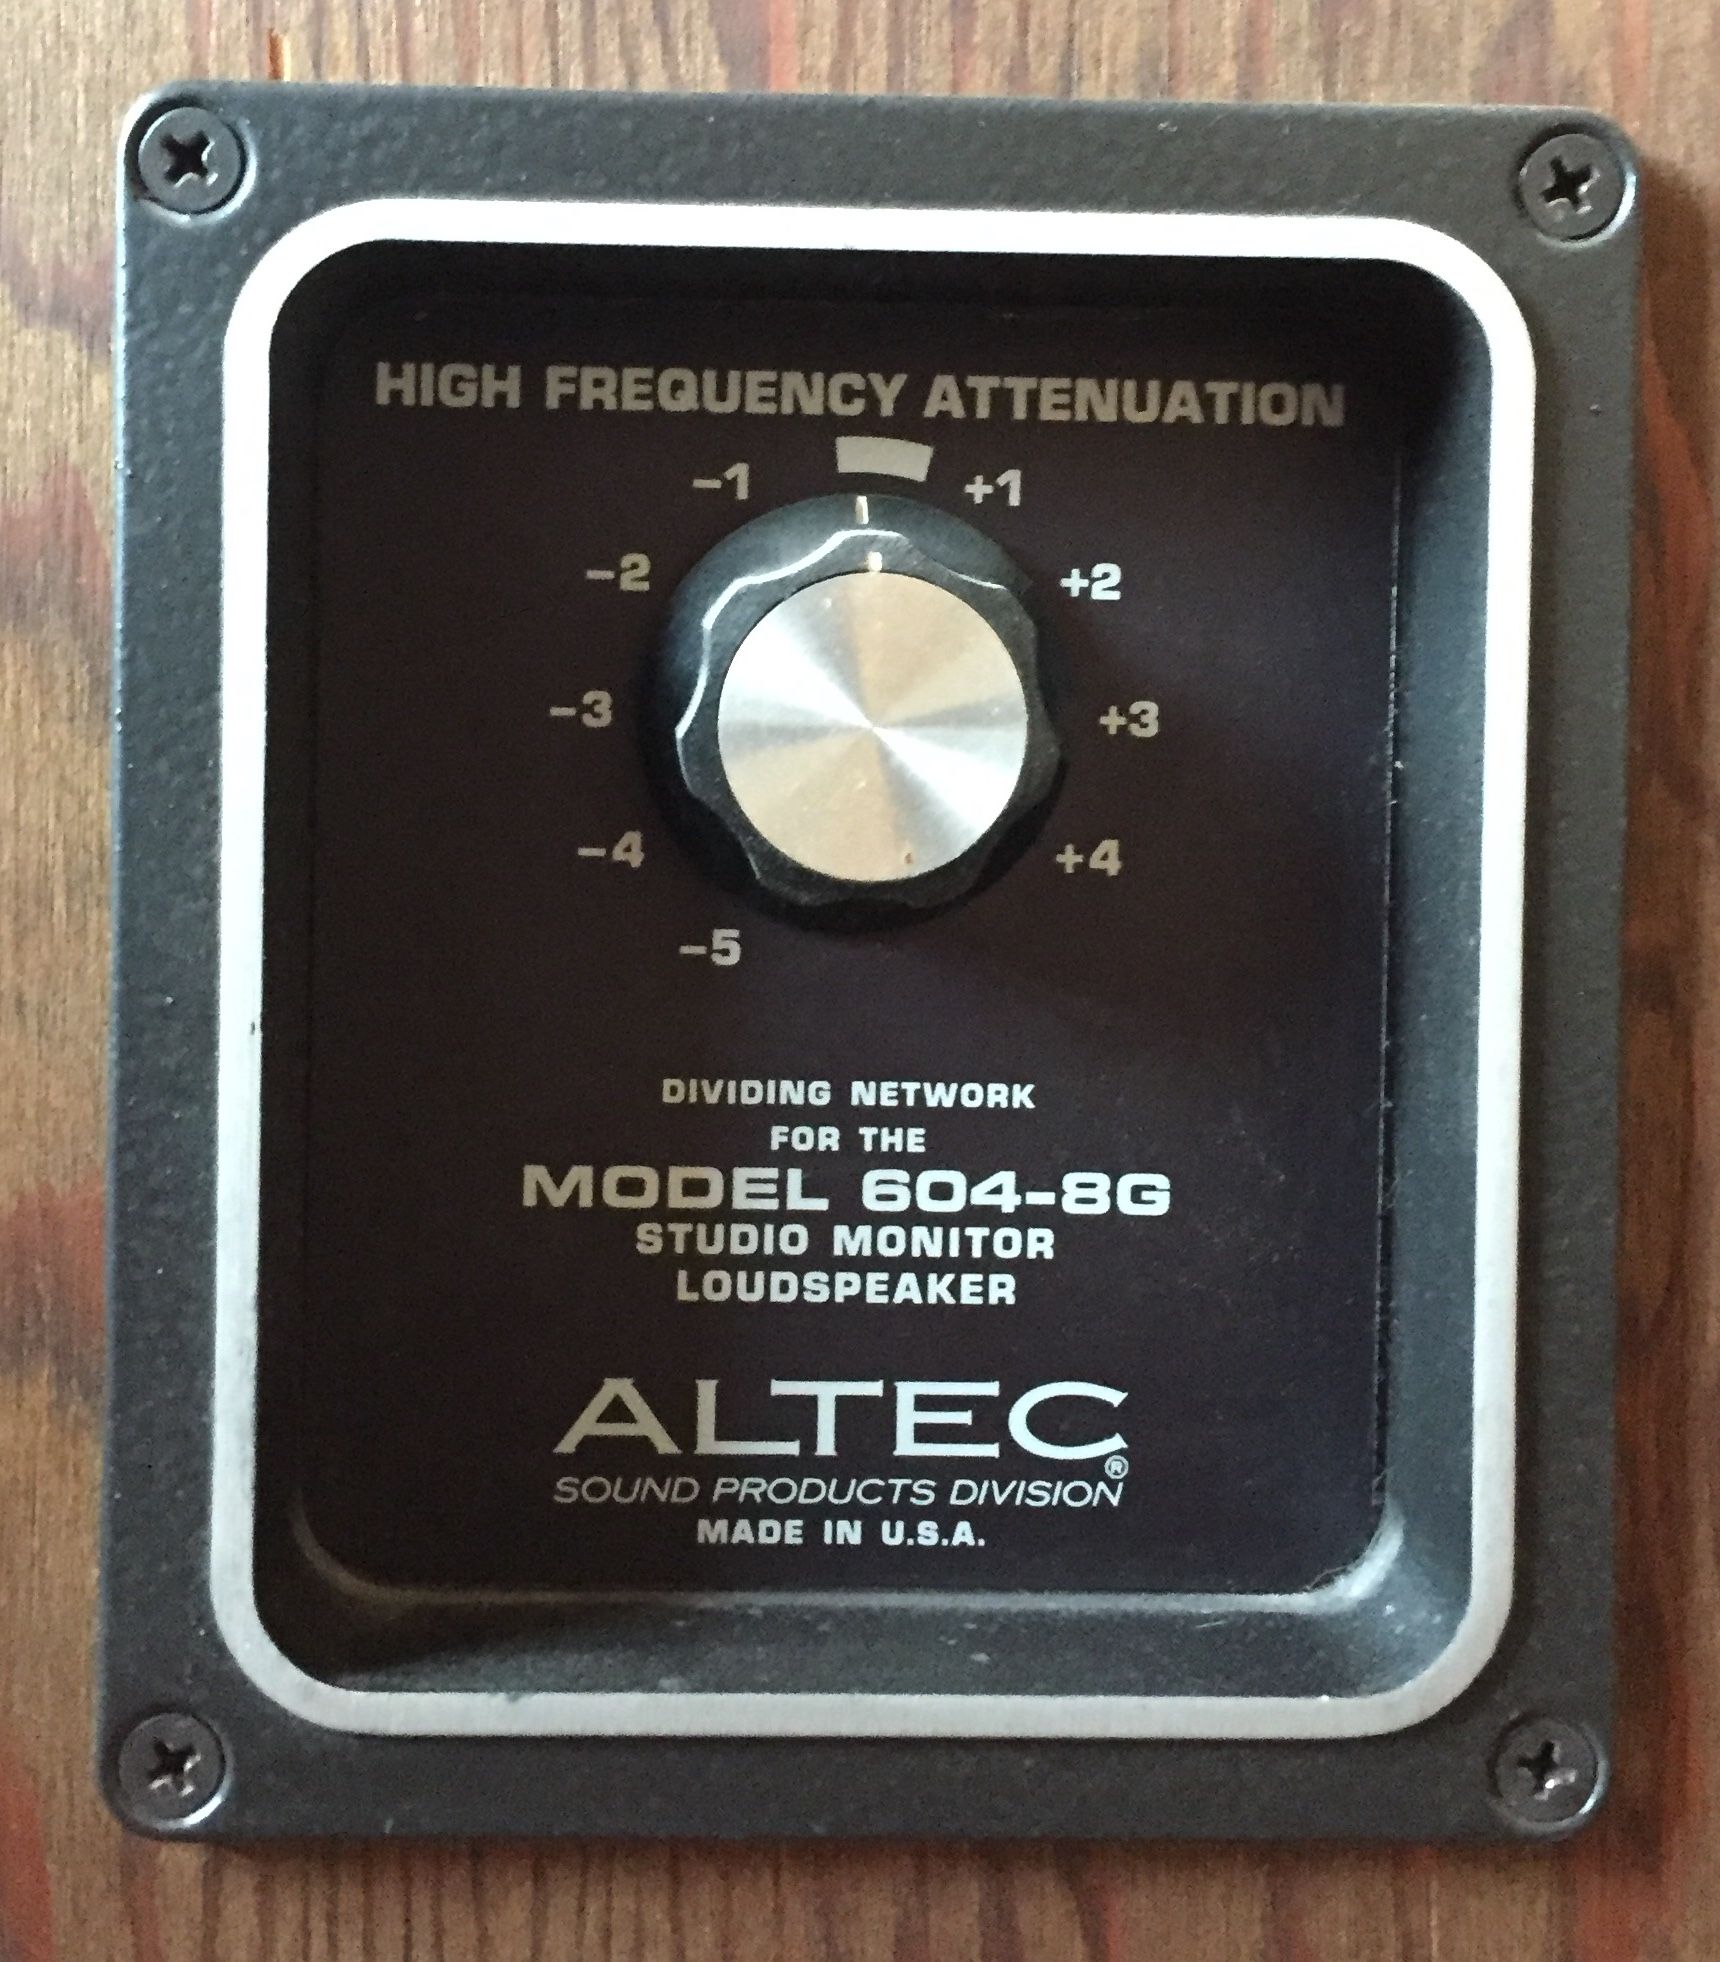 HIGH FREQUENCY ATTENUATION
-1 +1
-2 +2
-3 +3
-4 +4
-5
DIVIDING NETWORK
FOR THE
MODEL 604-8G
STUDIO MONITOR
LOUDSPEAKER
ALTEC®
SOUND PRODUCTS DIVISION
MADE IN U.S.A.